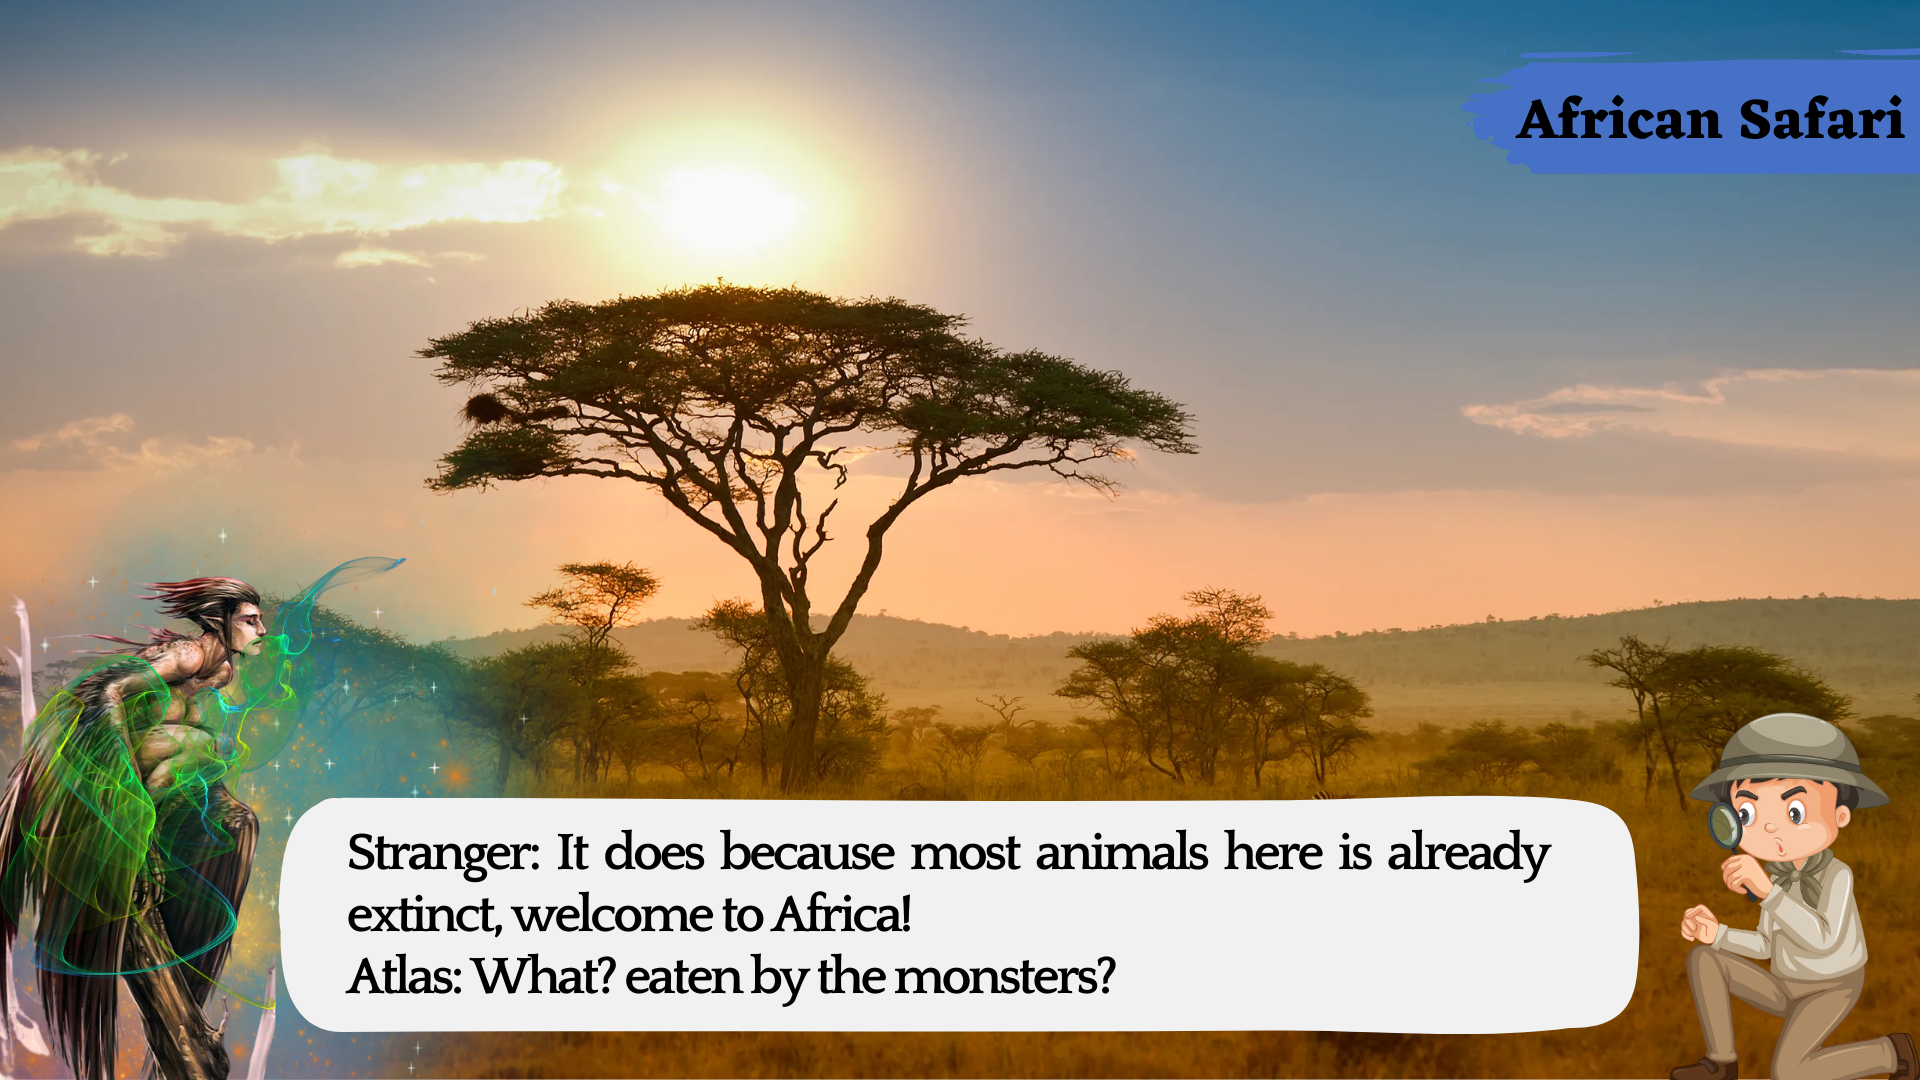 African Safari
Stranger: It does because most animals here is already
extinct, welcome to Africa!
Atlas: What? eaten by the monsters?